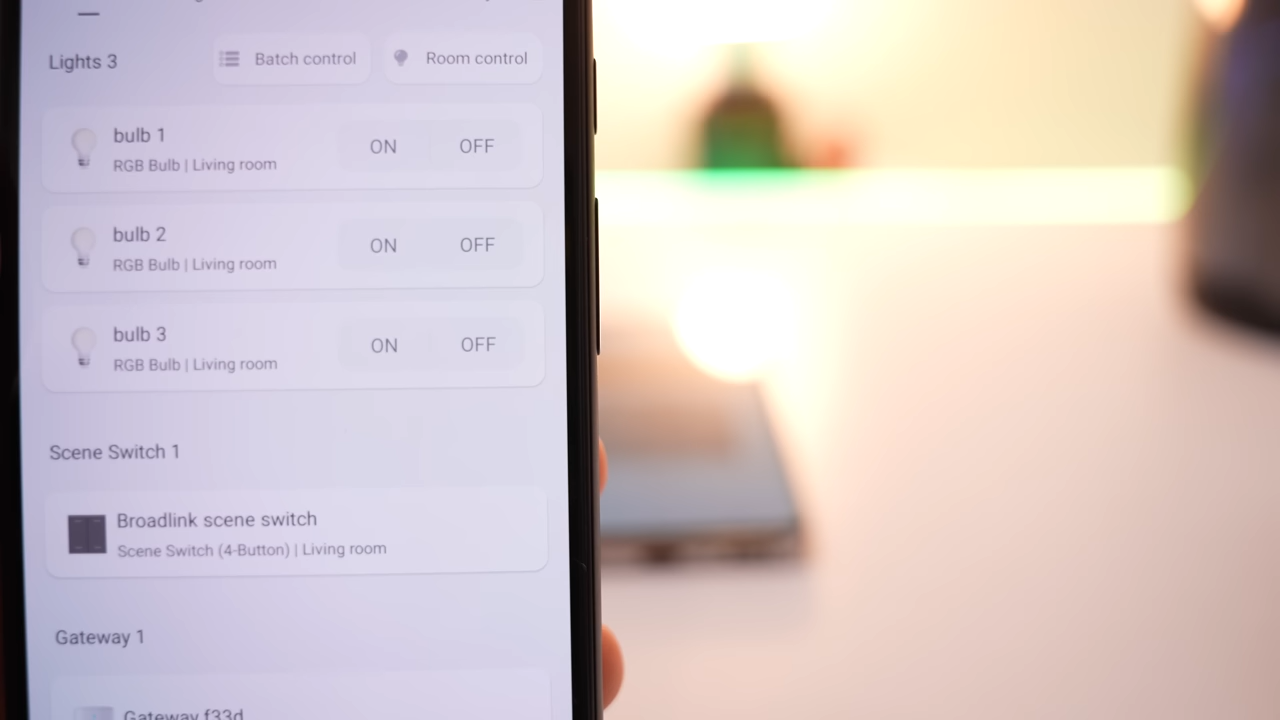 Lights 3
Batch control
Room control
bulb 1
RGB Bulb | Living room
ON
OFF
bulb 2
RGB Bulb | Living room
ON
OFF
bulb 3
RGB Bulb | Living room
ON
OFF
Scene Switch 1
Broadlink scene switch
Scene Switch (4-Button) | Living room
Gateway 1
Gateway f33d